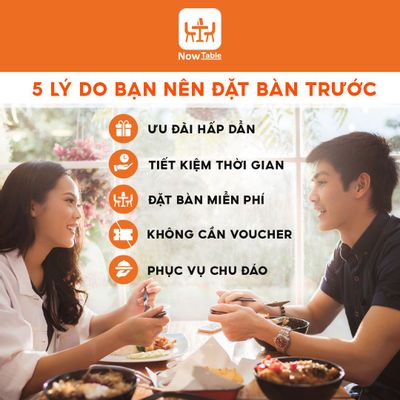 Now Table
5 LÝ DO BẠN NÊN ĐẶT BÀN TRƯỚC
ƯU ĐÃI HẤP DẪN
TIẾT KIỆM THỜI GIAN
ĐẶT BÀN MIỄN PHÍ
KHÔNG CẦN VOUCHER
PHỤC VỤ CHU ĐÁO